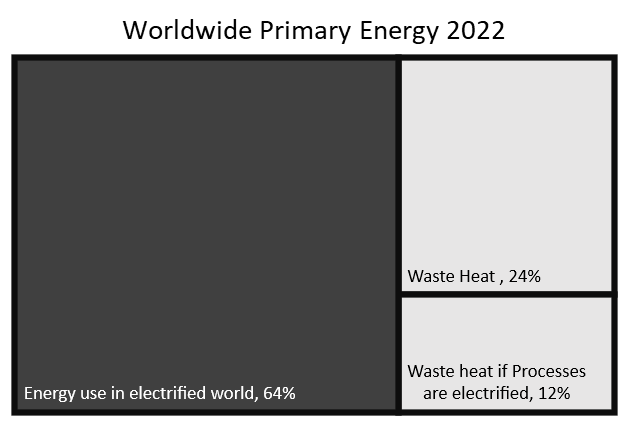 Worldwide Primary Energy 2022
Waste Heat , 24%
Energy use in electrified world, 64%
Waste heat if Processes
are electrified, 12%